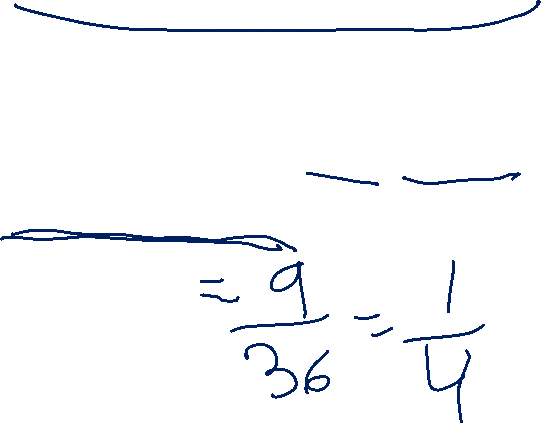 = 9/36 = 1/4